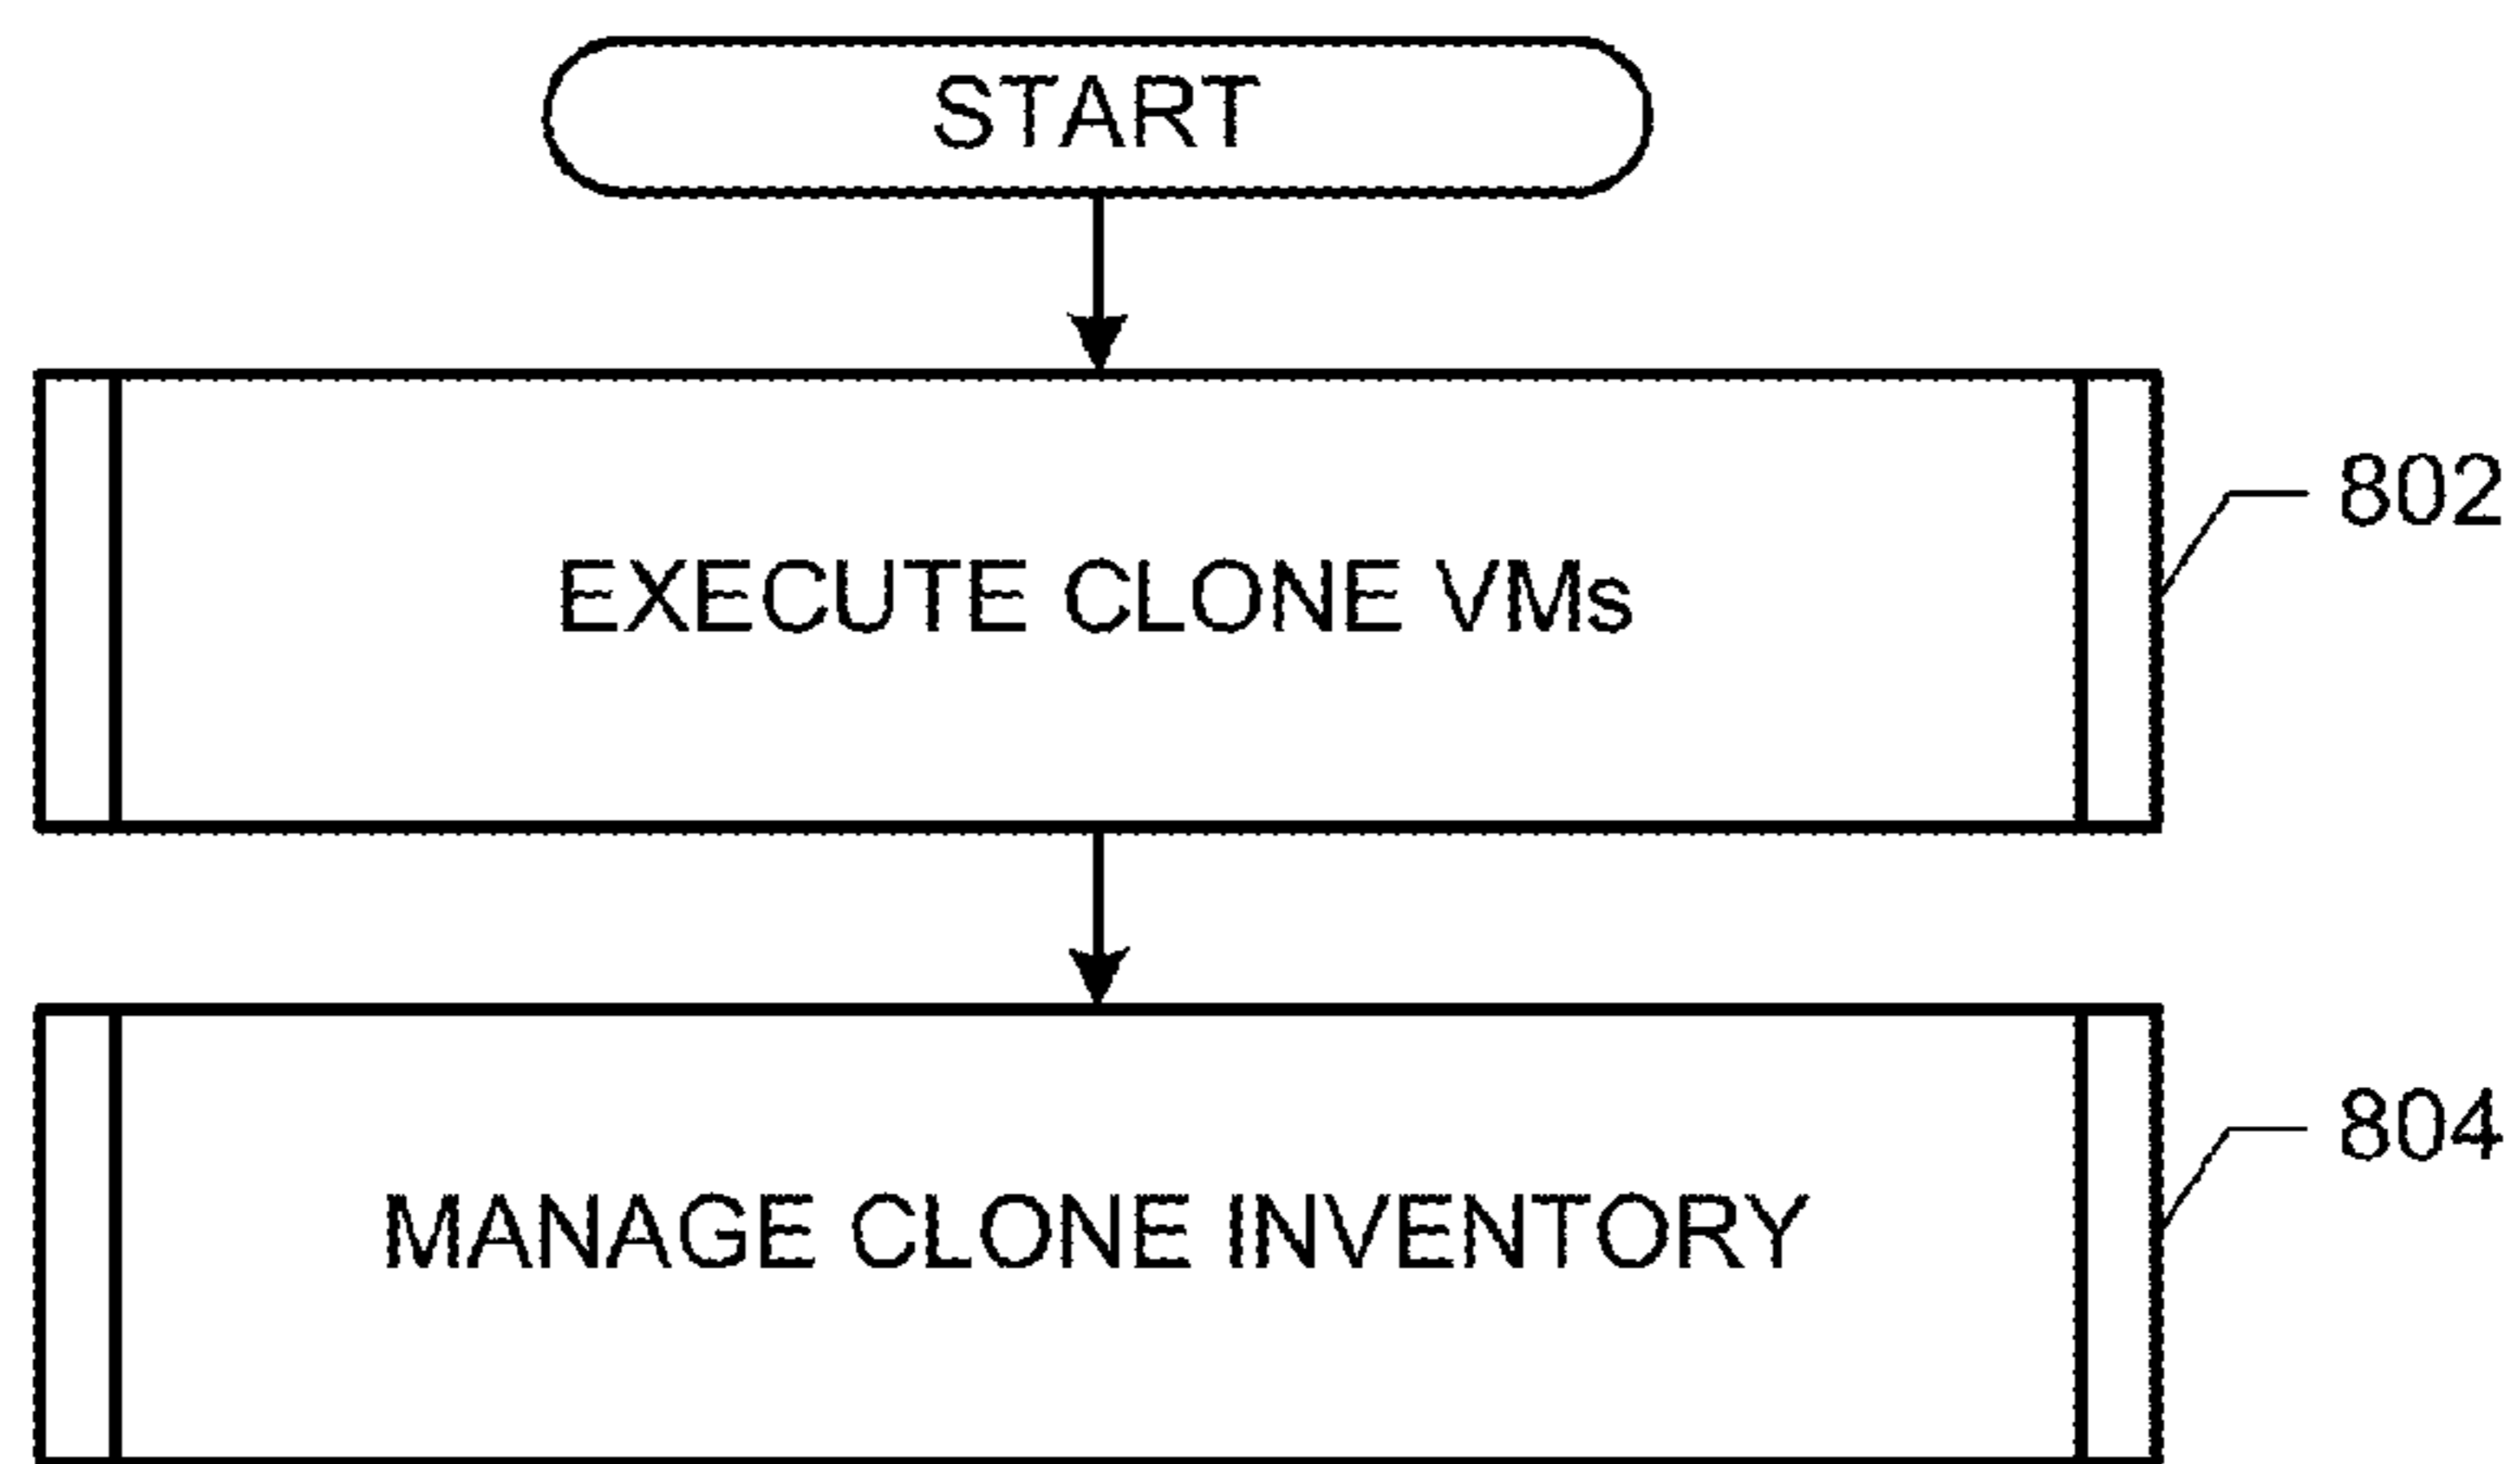 START
802
EXECUTE CLONE VMs
804
MANAGE CLONE INVENTORY